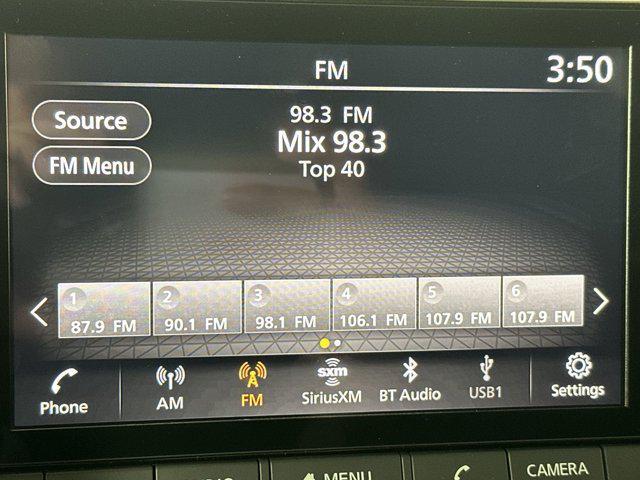 FM
3:50
Source
98.3 FM
Mix 98.3
FM Menu
Top 40
1
87.9 FM
2
90.1 FM
3
98.1 FM
4
106.1 FM
5
107.9 FM
6
107.9 FM
Phone
AM
FM
sxm
SiriusXM
BT Audio
USB1
Settings
MENU
CAMERA